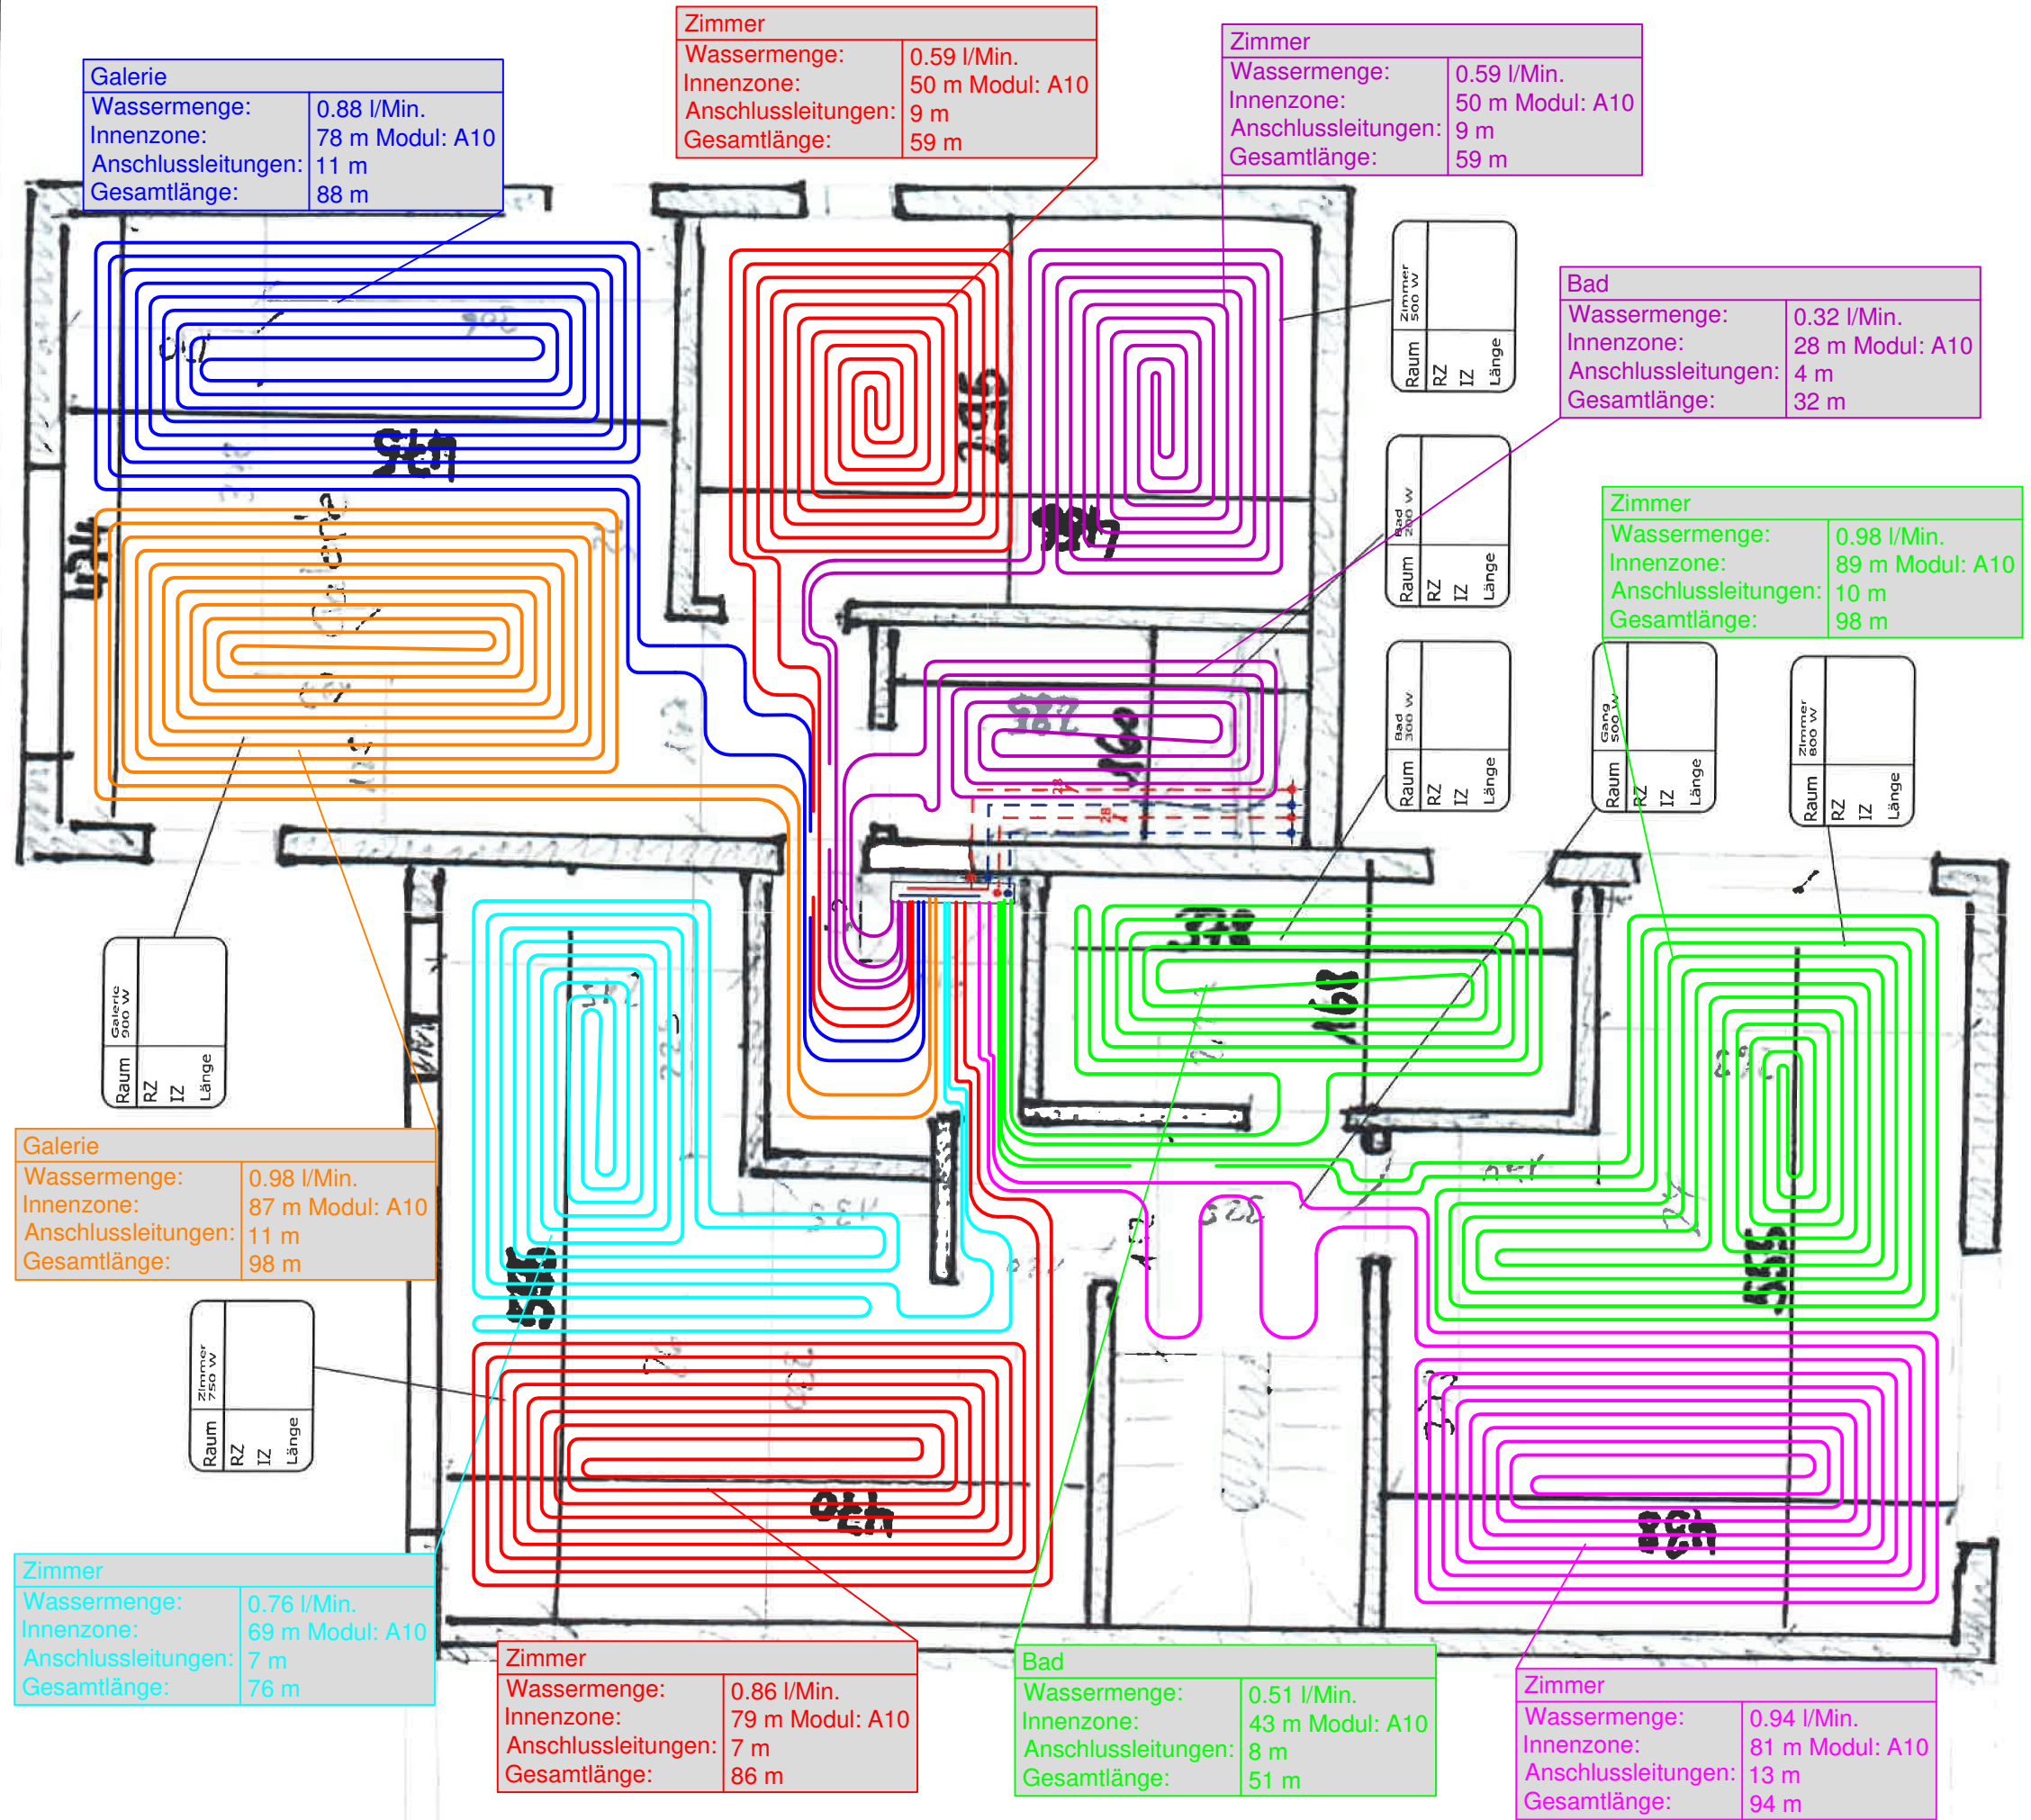 Zimmer
Wassermenge: 0.59 l/Min.
Innenzone: 50 m Modul: A10
Anschlussleitungen: 9 m
Gesamtlänge: 59 m
Zimmer
Wassermenge: 0.59 l/Min.
Innenzone: 50 m Modul: A10
Anschlussleitungen: 9 m
Gesamtlänge: 59 m
Galerie
Wassermenge: 0.88 l/Min.
Innenzone: 78 m Modul: A10
Anschlussleitungen: 11 m
Gesamtlänge: 88 m
Raum Zimmer 500 W
RZ
IZ
Länge
Bad
Wassermenge: 0.32 l/Min.
Innenzone: 28 m Modul: A10
Anschlussleitungen: 4 m
Gesamtlänge: 32 m
Raum Bad 200 W
RZ
IZ
Länge
Zimmer
Wassermenge: 0.98 l/Min.
Innenzone: 89 m Modul: A10
Anschlussleitungen: 10 m
Gesamtlänge: 98 m
Raum Bad 300 W
RZ
IZ
Länge
Raum Gang 500 W
RZ
IZ
Länge
Raum Zimmer 800 W
RZ
IZ
Länge
28
28
160
168
555
470
438
Raum Galerie 900 W
RZ
IZ
Länge
Galerie
Wassermenge: 0.98 l/Min.
Innenzone: 87 m Modul: A10
Anschlussleitungen: 11 m
Gesamtlänge: 98 m
Raum Zimmer 750 W
RZ
IZ
Länge
Zimmer
Wassermenge: 0.76 l/Min.
Innenzone: 69 m Modul: A10
Anschlussleitungen: 7 m
Gesamtlänge: 76 m
Zimmer
Wassermenge: 0.86 l/Min.
Innenzone: 79 m Modul: A10
Anschlussleitungen: 7 m
Gesamtlänge: 86 m
Bad
Wassermenge: 0.51 l/Min.
Innenzone: 43 m Modul: A10
Anschlussleitungen: 8 m
Gesamtlänge: 51 m
Zimmer
Wassermenge: 0.94 l/Min.
Innenzone: 81 m Modul: A10
Anschlussleitungen: 13 m
Gesamtlänge: 94 m